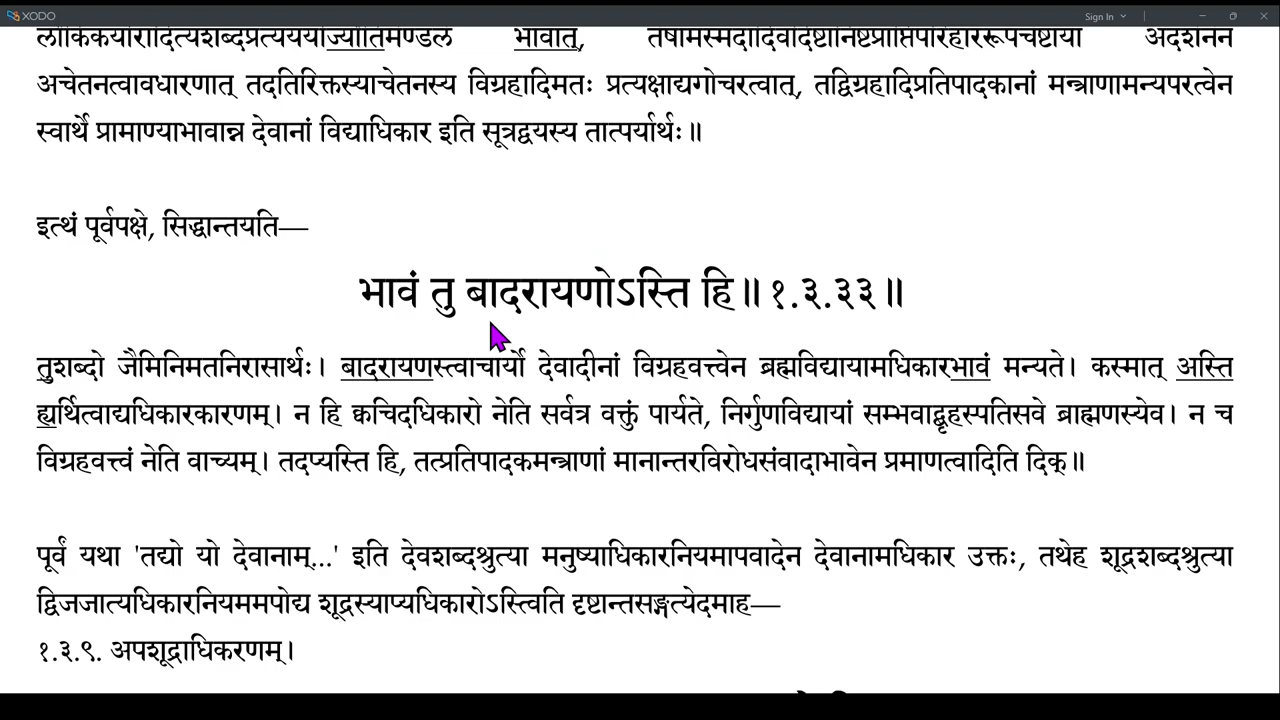 XODO
Sign In
लौकिकयोरादित्यशब्दप्रत्यययोर्ज्योतिर्मण्डले भावात्, तेषामस्मदादिवदिष्टानिष्टप्राप्तिपरिहाररूपचेष्टाया अदर्शनेन
अचेतनत्वावधारणात् तदतिरिक्तस्याचेतनस्य विग्रहादिमतः प्रत्यक्षाद्यगोचरत्वात्, तद्विग्रहादिप्रतिपादकानां मन्त्राणामन्यपरत्वेन
स्वार्थे प्रामाण्याभावान्न देवानां विद्याधिकार इति सूत्रद्वयस्य तात्पर्यार्थः॥
इत्थं पूर्वपक्षे, सिद्धान्तयति—
भावं तु बादरायणोऽस्ति हि॥१.३.३३॥
तुशब्दो जैमिनिमतनिरासार्थः। बादरायणस्त्वाचार्यो देवादीनां विग्रहवत्त्वेन ब्रह्मविद्यायामधिकारभावं मन्यते। कस्मात् अस्ति
ह्यर्थित्वाद्यधिकारकारणम्। न हि क्वचिदधिकारो नेति सर्वत्र वक्तुं पार्यते, निर्गुणविद्यायां सम्भवाद्बृहस्पतिसवे ब्राह्मणस्येव। न च
विग्रहवत्त्वं नेति वाच्यम्। तदप्यस्ति हि, तत्प्रतिपादकमन्त्राणां मानान्तरविरोधसंवादाभावेन प्रमाणत्वादिति दिक्॥
पूर्वं यथा 'तद्यो यो देवानाम्...' इति देवशब्दश्रुत्या मनुष्याधिकारनियमापवादेन देवानामधिकार उक्तः, तथेह शूद्रशब्दश्रुत्या
द्विजजात्यधिकारनियममपोद्य शूद्रस्याप्यधिकारोऽस्त्विति दृष्टान्तसङ्गत्येदमाह—
१.३.९. अपशूद्राधिकरणम्।